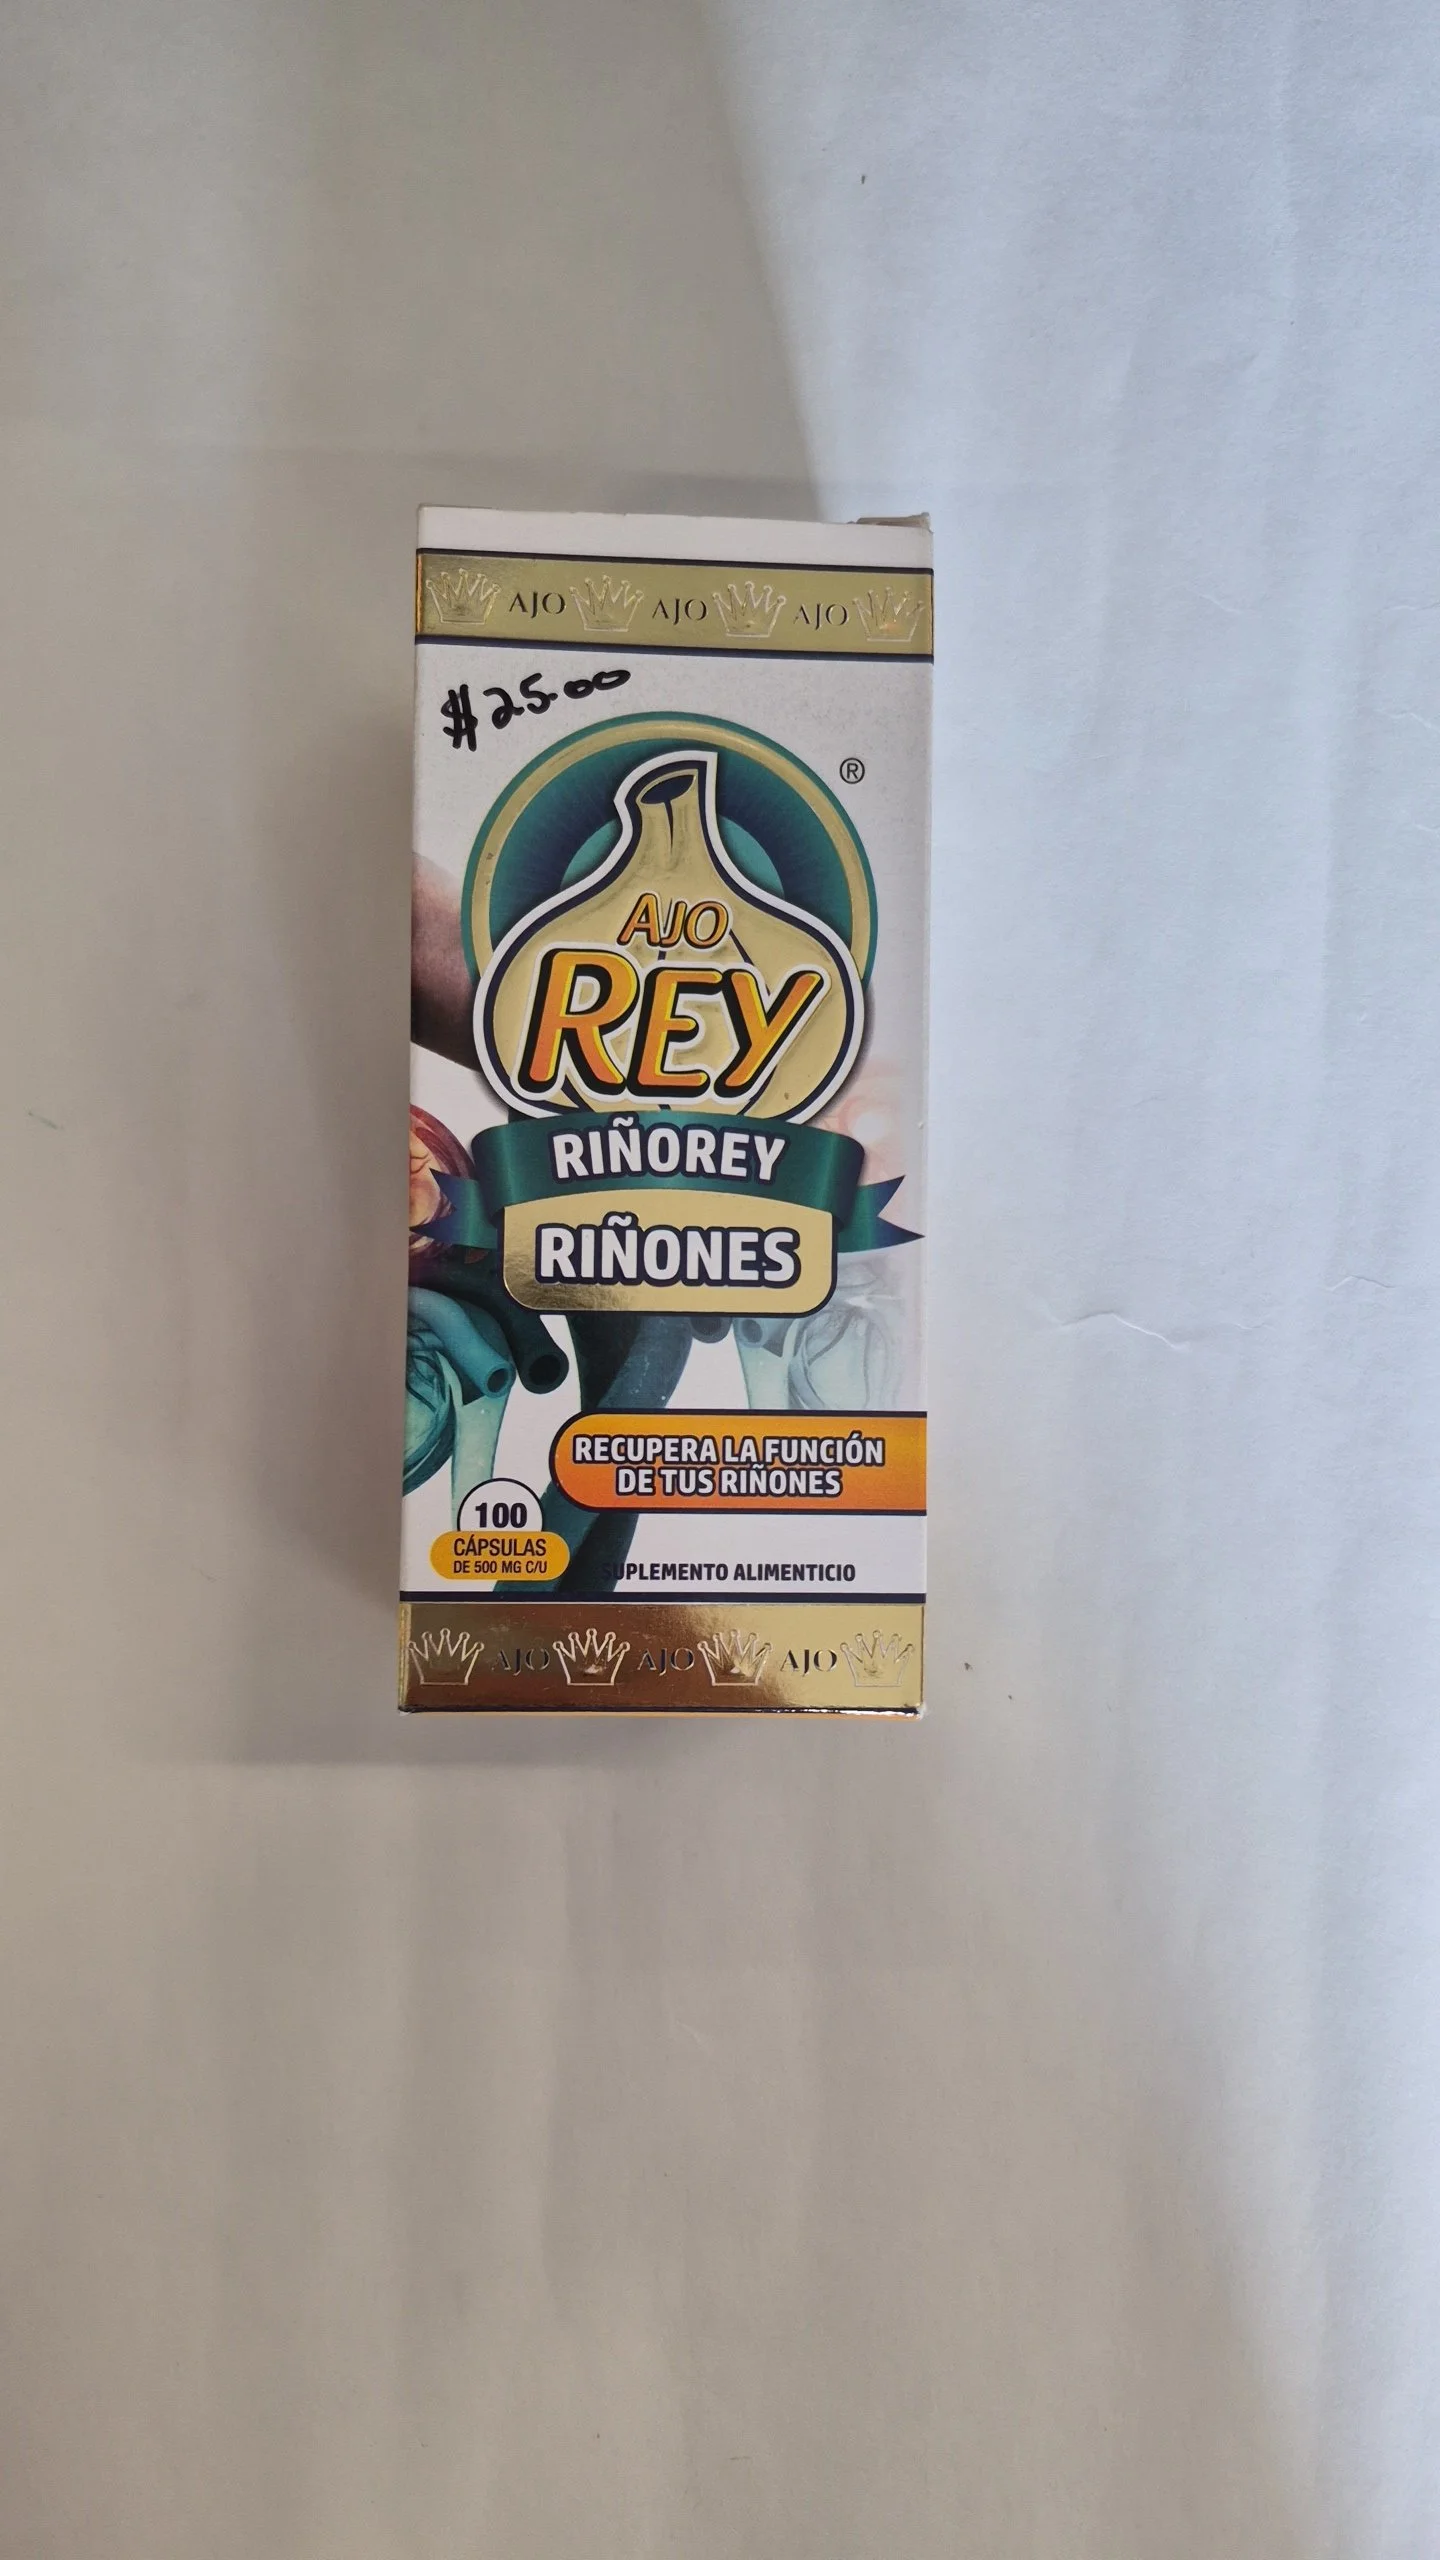 AJO AJO AJO
$25.00
®
AJO
REY
RIÑOREY
RIÑONES
RECUPERA LA FUNCIÓN
DE TUS RIÑONES
100
CÁPSULAS
DE 500 MG C/U
SUPLEMENTO ALIMENTICIO
AJO AJO AJO